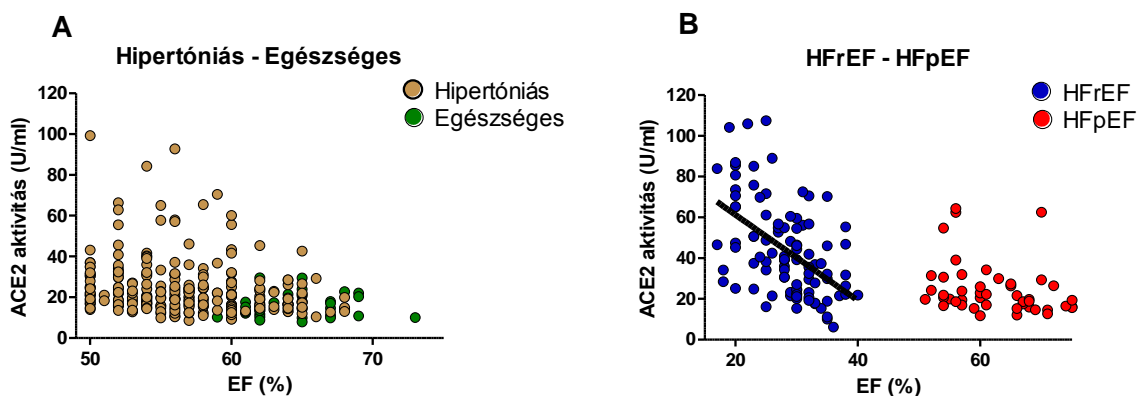 A
Hipertóniás - Egészséges
Hipertóniás
Egészséges
ACE2 aktivitás (U/ml)
120
100
80
60
40
20
0
50
60
70
EF (%)
B
HFrEF - HFpEF
HFrEF
HFpEF
ACE2 aktivitás (U/ml)
120
100
80
60
40
20
0
20
40
60
EF (%)